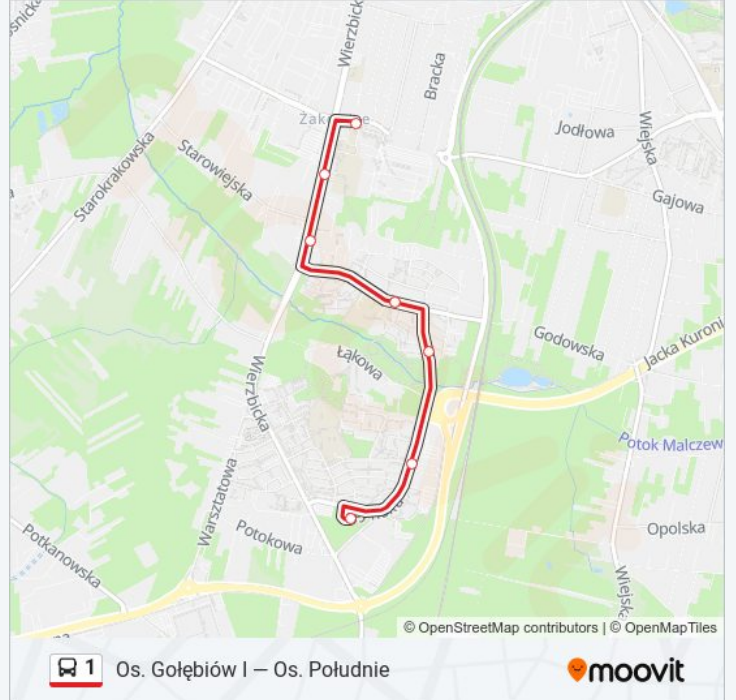 Wierzbicka
Bracka
Jodłowa
Wiejska
Starowiejska
Starokrakowska
Gajowa
Godowska
Jacka Kuroni
Łąkowa
Wierzbicka
Potok Malczew
Warsztatowa
Potokowa
Opolska
Potkanowska
Wiejska
© OpenStreetMap contributors | © OpenMapTiles
1 Os. Gołębiów I — Os. Południe
moovit